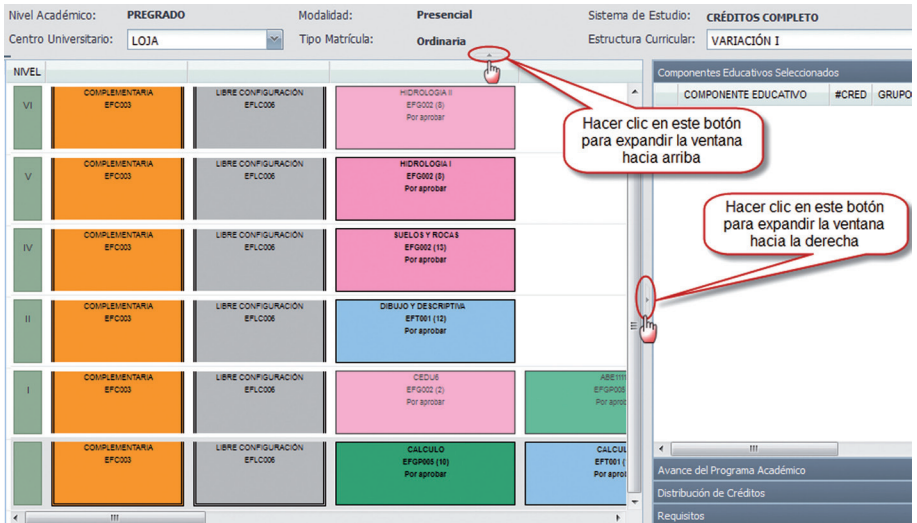 Nivel Académico: PREGRADO Modalidad: Presencial Sistema de Estudio: CRÉDITOS COMPLETO
Centro Universitario: LOJA Tipo Matrícula: Ordinaria Estructura Curricular: VARIACIÓN I
NIVEL
Componentes Educativos Seleccionados
COMPONENTE EDUCATIVO #CRED GRUPO
VI
COMPLEMENTARIA
EFC003
LIBRE CONFIGURACIÓN
EFLC006
HIDROLOGIA II
EFG002 (8)
Por aprobar
Hacer clic en este botón
para expandir la ventana
hacia arriba
V
COMPLEMENTARIA
EFC003
LIBRE CONFIGURACIÓN
EFLC006
HIDROLOGIA I
EFG002 (8)
Por aprobar
Hacer clic en este botón
para expandir la ventana
hacia la derecha
IV
COMPLEMENTARIA
EFC003
LIBRE CONFIGURACIÓN
EFLC006
SUELOS Y ROCAS
EFG002 (13)
Por aprobar
II
COMPLEMENTARIA
EFC003
LIBRE CONFIGURACIÓN
EFLC006
DIBUJO Y DESCRIPTIVA
EFT001 (12)
Por aprobar
I
COMPLEMENTARIA
EFC003
LIBRE CONFIGURACIÓN
EFLC006
CEDU6
EFG002 (2)
Por aprobar
ABE111
EFGP005
Por aprob
COMPLEMENTARIA
EFC003
LIBRE CONFIGURACIÓN
EFLC006
CALCULO
EFGP005 (10)
Por aprobar
CALCUL
EFT001 (
Por aprob
Avance del Programa Académico
Distribución de Créditos
Requisitos